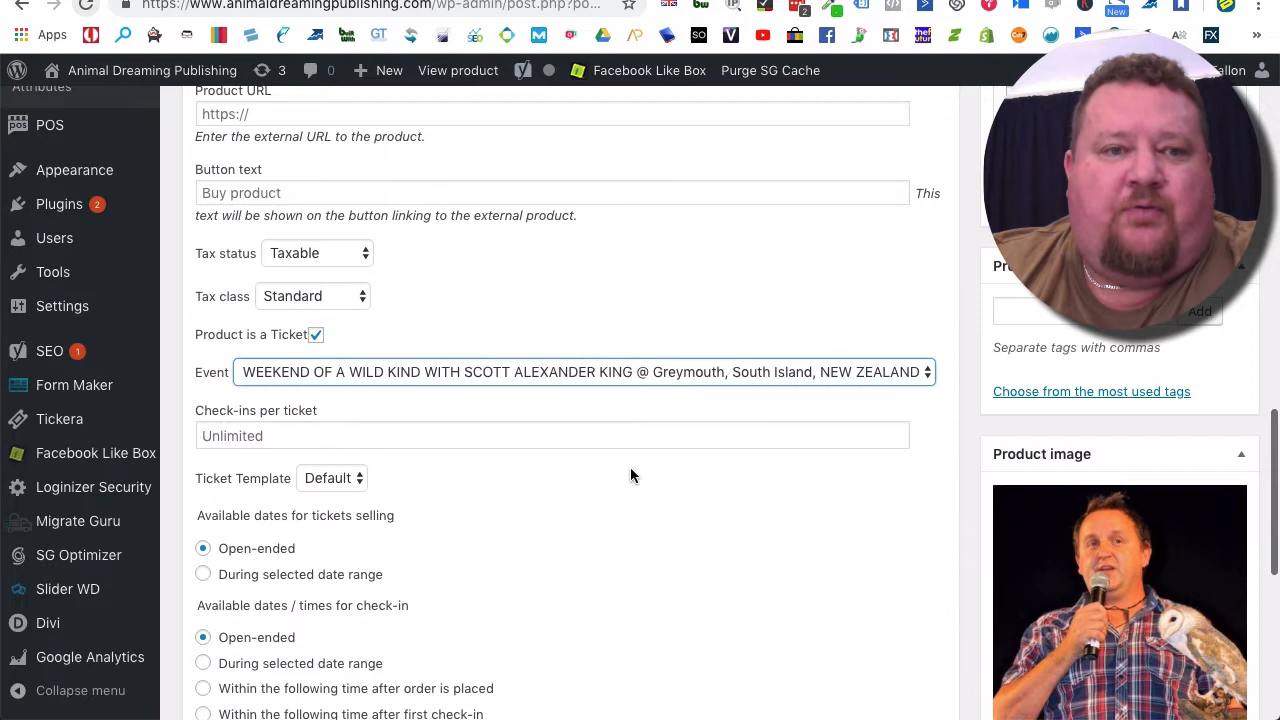 https://www.animaldreamingpublishing.com/wp-admin/post.php?po...
2
New
Apps
GT
SO
V
FX
»
Animal Dreaming Publishing
3
0
New
View product
Facebook Like Box
Purge SG Cache
allon
Attributes
POS
Appearance
Plugins 2
Users
Tools
Settings
SEO 1
Form Maker
Tickera
Facebook Like Box
Loginizer Security
Migrate Guru
SG Optimizer
Slider WD
Divi
Google Analytics
Collapse menu
Product URL
https://
Enter the external URL to the product.
Button text
Buy product
This
text will be shown on the button linking to the external product.
Tax status Taxable
Tax class Standard
Product is a Ticket
Event WEEKEND OF A WILD KIND WITH SCOTT ALEXANDER KING @ Greymouth, South Island, NEW ZEALAND
Check-ins per ticket
Unlimited
Ticket Template Default
Available dates for tickets selling
Open-ended
During selected date range
Available dates / times for check-in
Open-ended
During selected date range
Within the following time after order is placed
Within the following time after first check-in
Add
Separate tags with commas
Choose from the most used tags
Product image